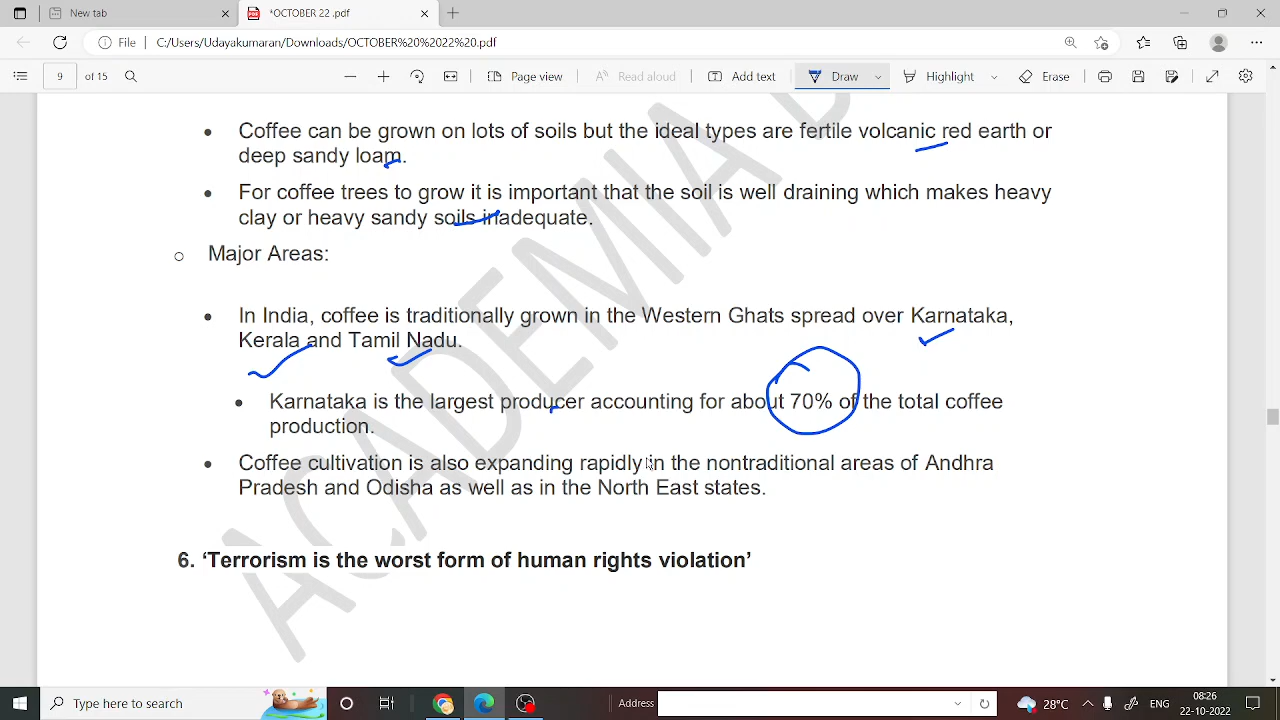 New tab
*OCTOBER 22 .pdf
File
C:/Users/Udayakumaran/Downloads/OCTOBER%20%2022%20.pdf
9 of 15
Page view
Read aloud
Add text
Draw
Highlight
Erase
• Coffee can be grown on lots of soils but the ideal types are fertile volcanic red earth or
deep sandy loam.
• For coffee trees to grow it is important that the soil is well draining which makes heavy
clay or heavy sandy soils inadequate.
o Major Areas:
• In India, coffee is traditionally grown in the Western Ghats spread over Karnataka,
Kerala and Tamil Nadu.
• Karnataka is the largest producer accounting for about 70% of the total coffee
production.
• Coffee cultivation is also expanding rapidly in the nontraditional areas of Andhra
Pradesh and Odisha as well as in the North East states.
6. ‘Terrorism is the worst form of human rights violation’
ACADEMIA
Type here to search
Address
28°C
ENG
08:26
22-10-2022